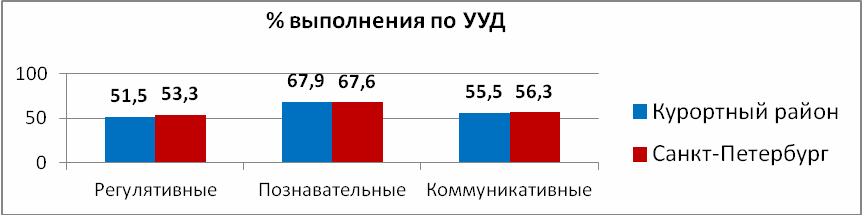 % выполнения по УУД
100
50
0
51,5 53,3
67,9 67,6
55,5 56,3
Регулятивные Познавательные Коммуникативные
Курортный район
Санкт-Петербург